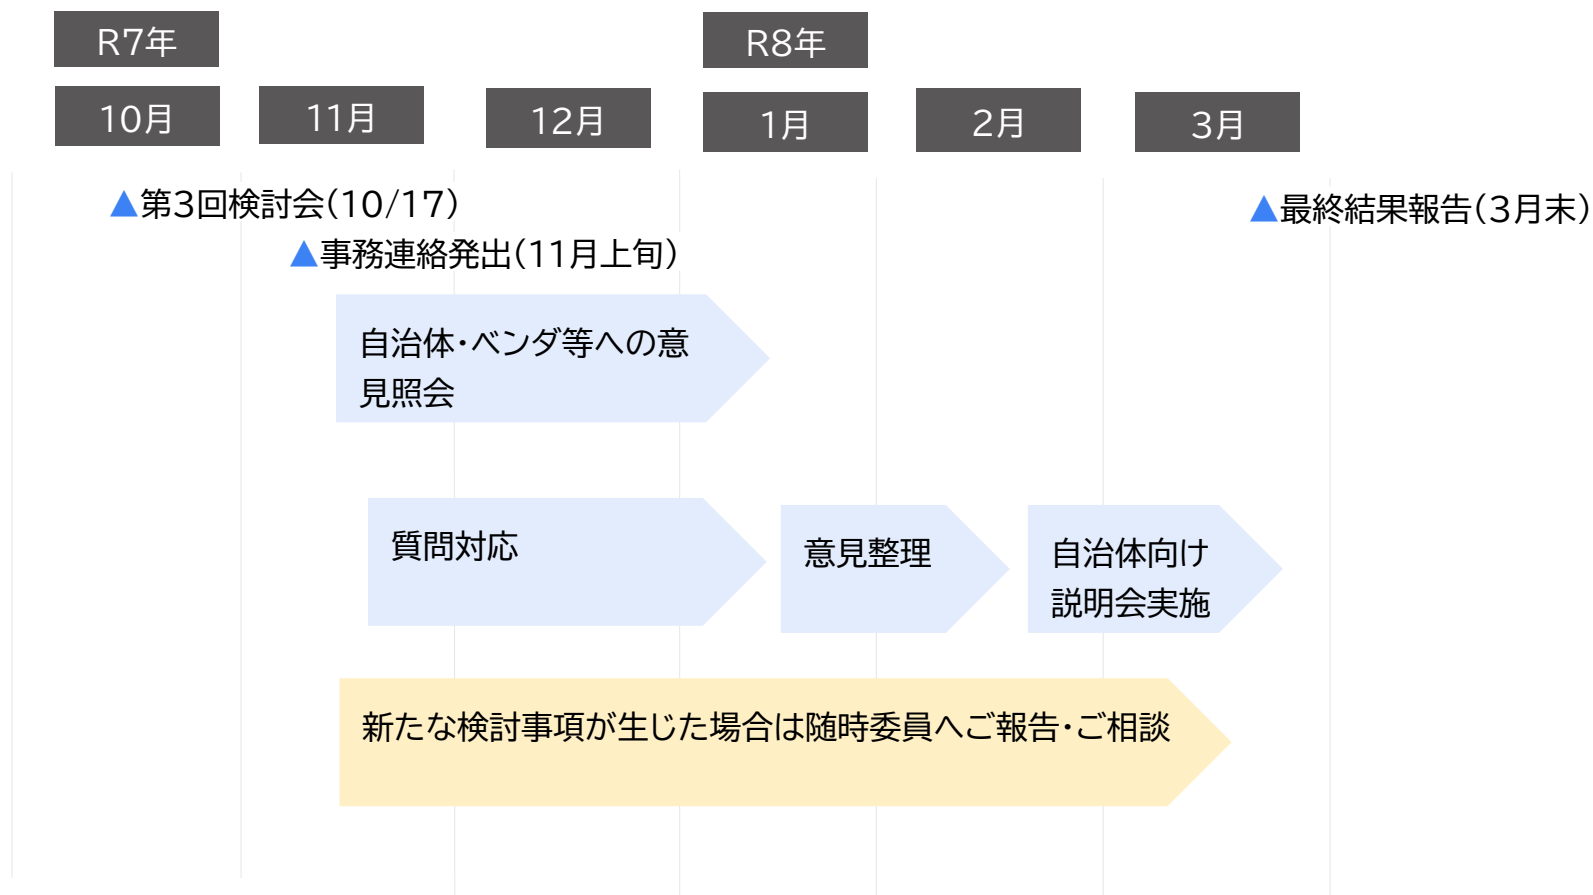 R7年
R8年
10月
11月
12月
1月
2月
3月
▲第3回検討会(10/17)
▲最終結果報告(3月末)
▲事務連絡発出(11月上旬)
自治体・ベンダ等への意
見照会
質問対応
意見整理
自治体向け
説明会実施
新たな検討事項が生じた場合は随時委員へご報告・ご相談